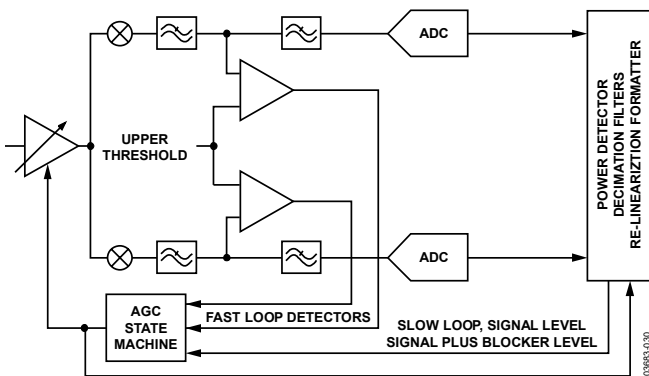 ADC
UPPER
THRESHOLD
POWER DETECTOR
DECIMATION FILTERS
RE-LINEARIZTION FORMATTER
ADC
AGC
STATE
MACHINE
FAST LOOP DETECTORS
SLOW LOOP, SIGNAL LEVEL
SIGNAL PLUS BLOCKER LEVEL
03683-030